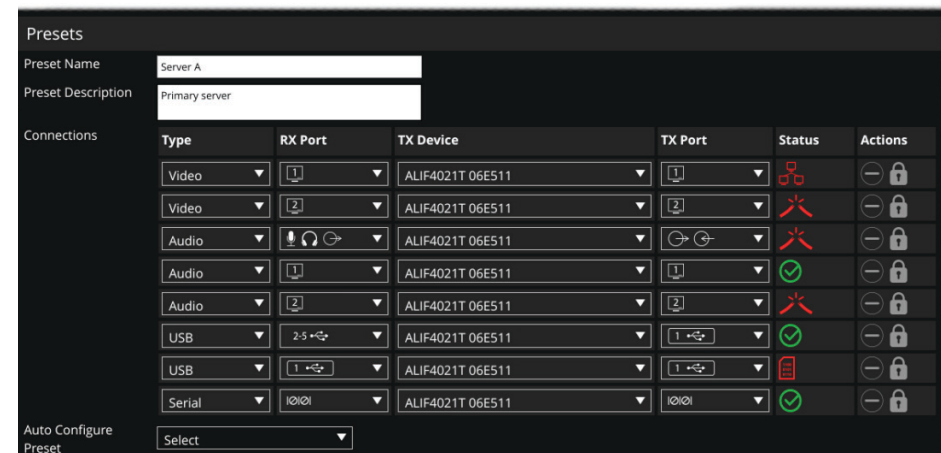 Presets
Preset Name Server A
Preset Description Primary server
Connections Type RX Port TX Device TX Port Status Actions
Video 1 ALIF4021T 06E511 1
Video 2 ALIF4021T 06E511 2
Audio ALIF4021T 06E511
Audio 1 ALIF4021T 06E511 1
Audio 2 ALIF4021T 06E511 2
USB 2-5 ALIF4021T 06E511 1
USB 1 ALIF4021T 06E511 1
Serial IOIOI ALIF4021T 06E511 IOIOI
Auto Configure
Preset Select